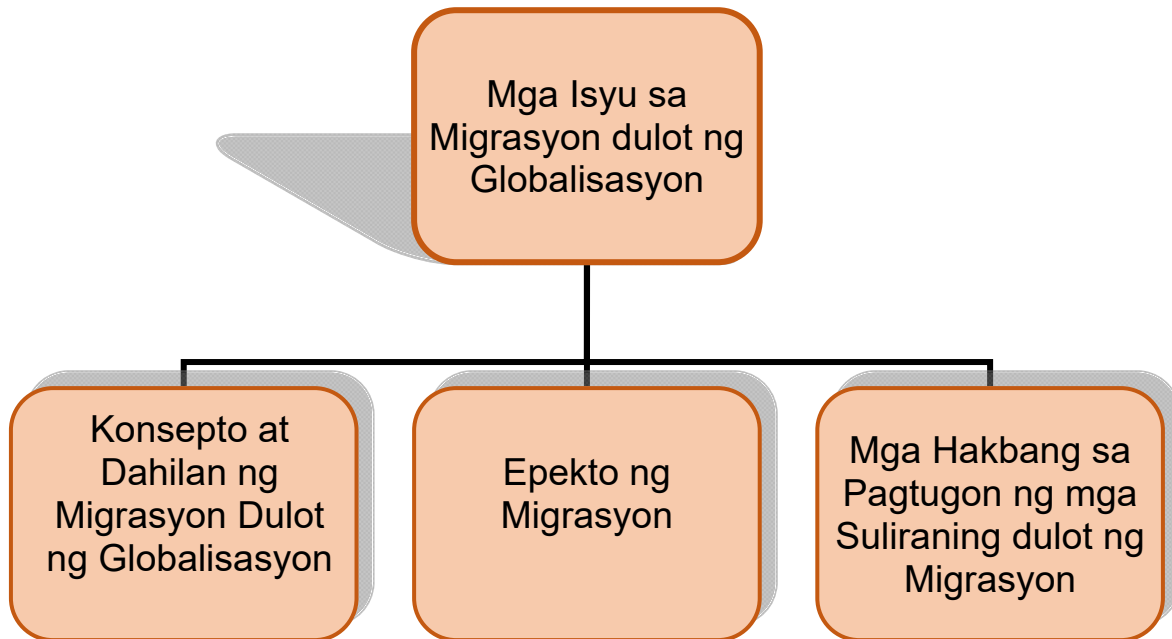 Mga Isyu sa
Migrasyon dulot ng
Globalisasyon
Konsepto at
Dahilan ng
Migrasyon Dulot
ng Globalisasyon
Epekto ng
Migrasyon
Mga Hakbang sa
Pagtugon ng mga
Suliraning dulot ng
Migrasyon